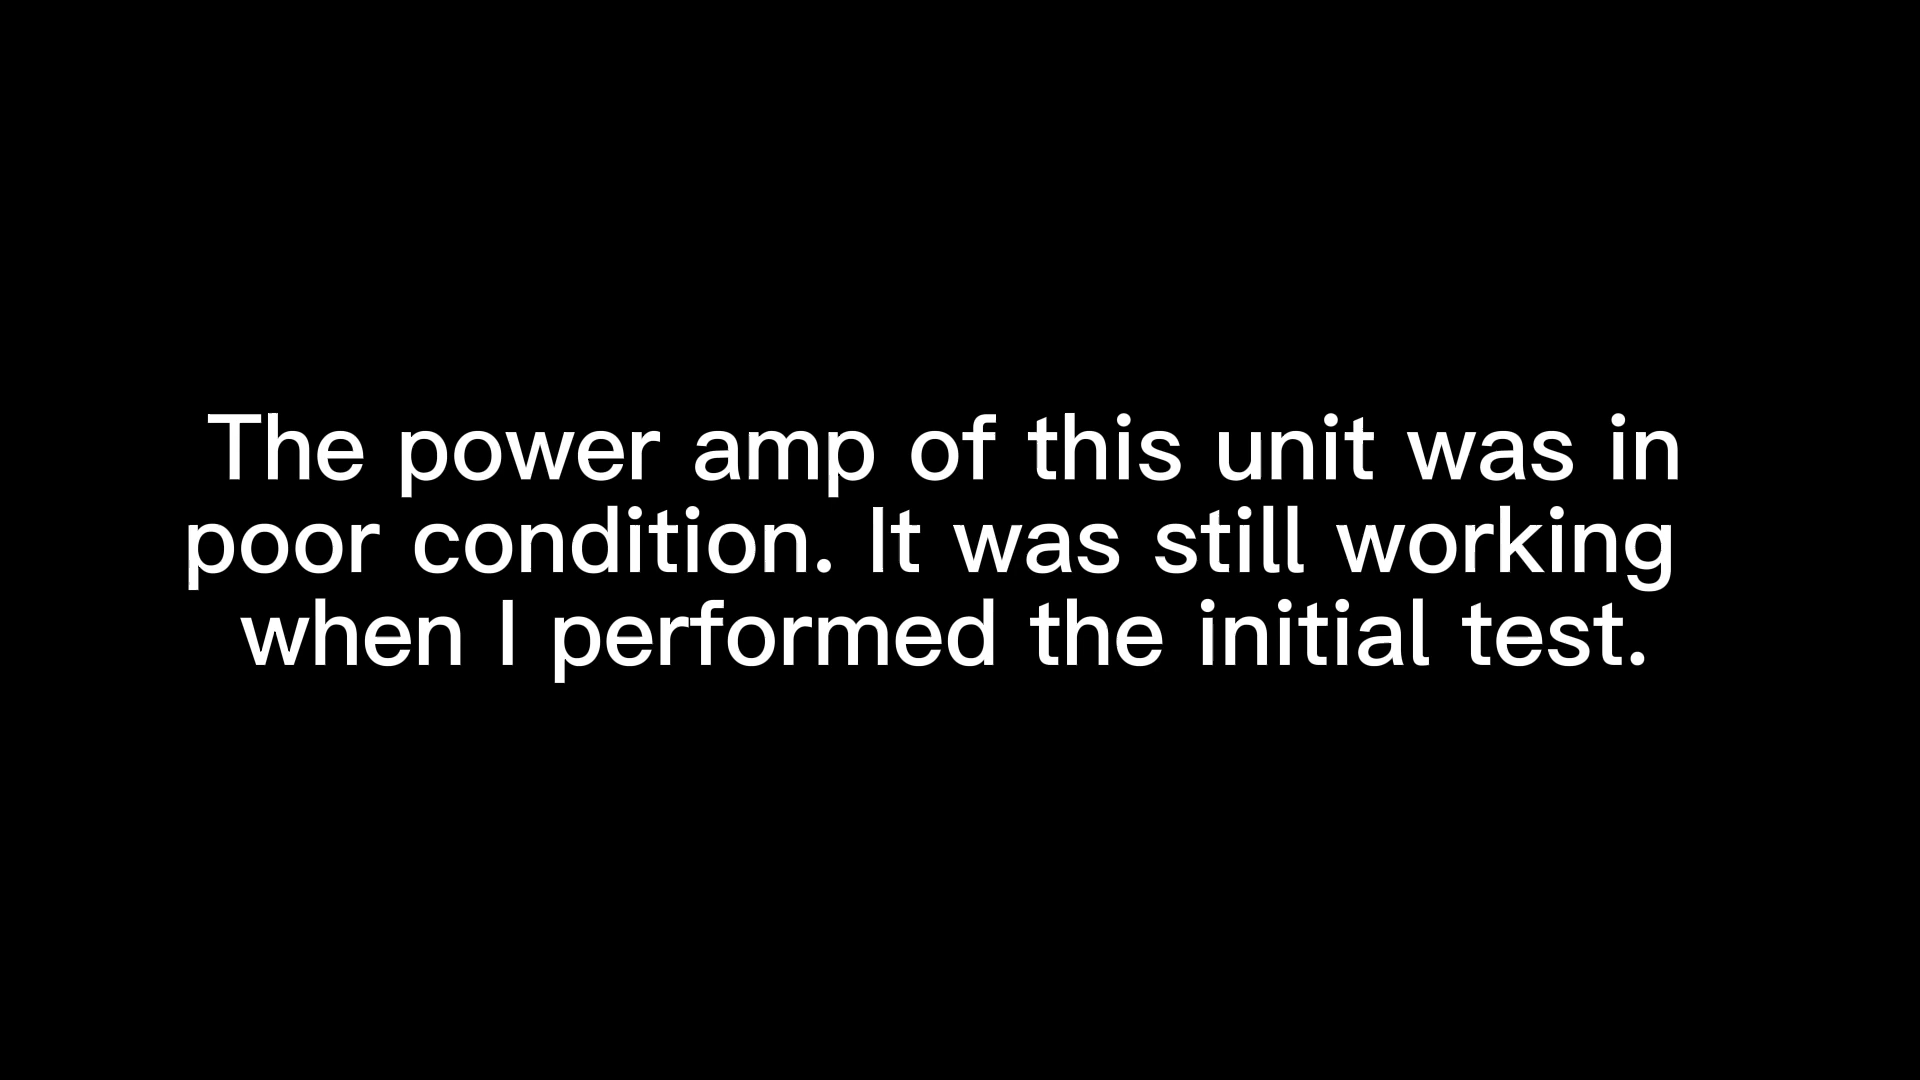 The power amp of this unit was in
poor condition. It was still working
when I performed the initial test.